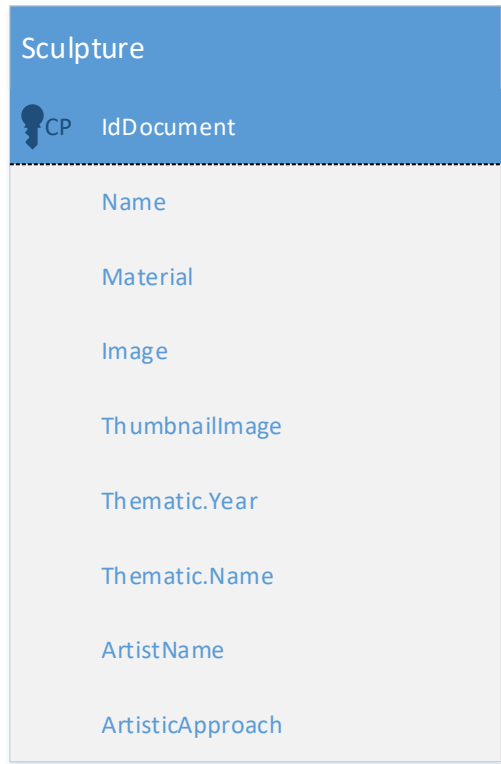 Sculpture
CP IdDocument
Name
Material
Image
ThumbnailImage
Thematic.Year
Thematic.Name
ArtistName
ArtisticApproach